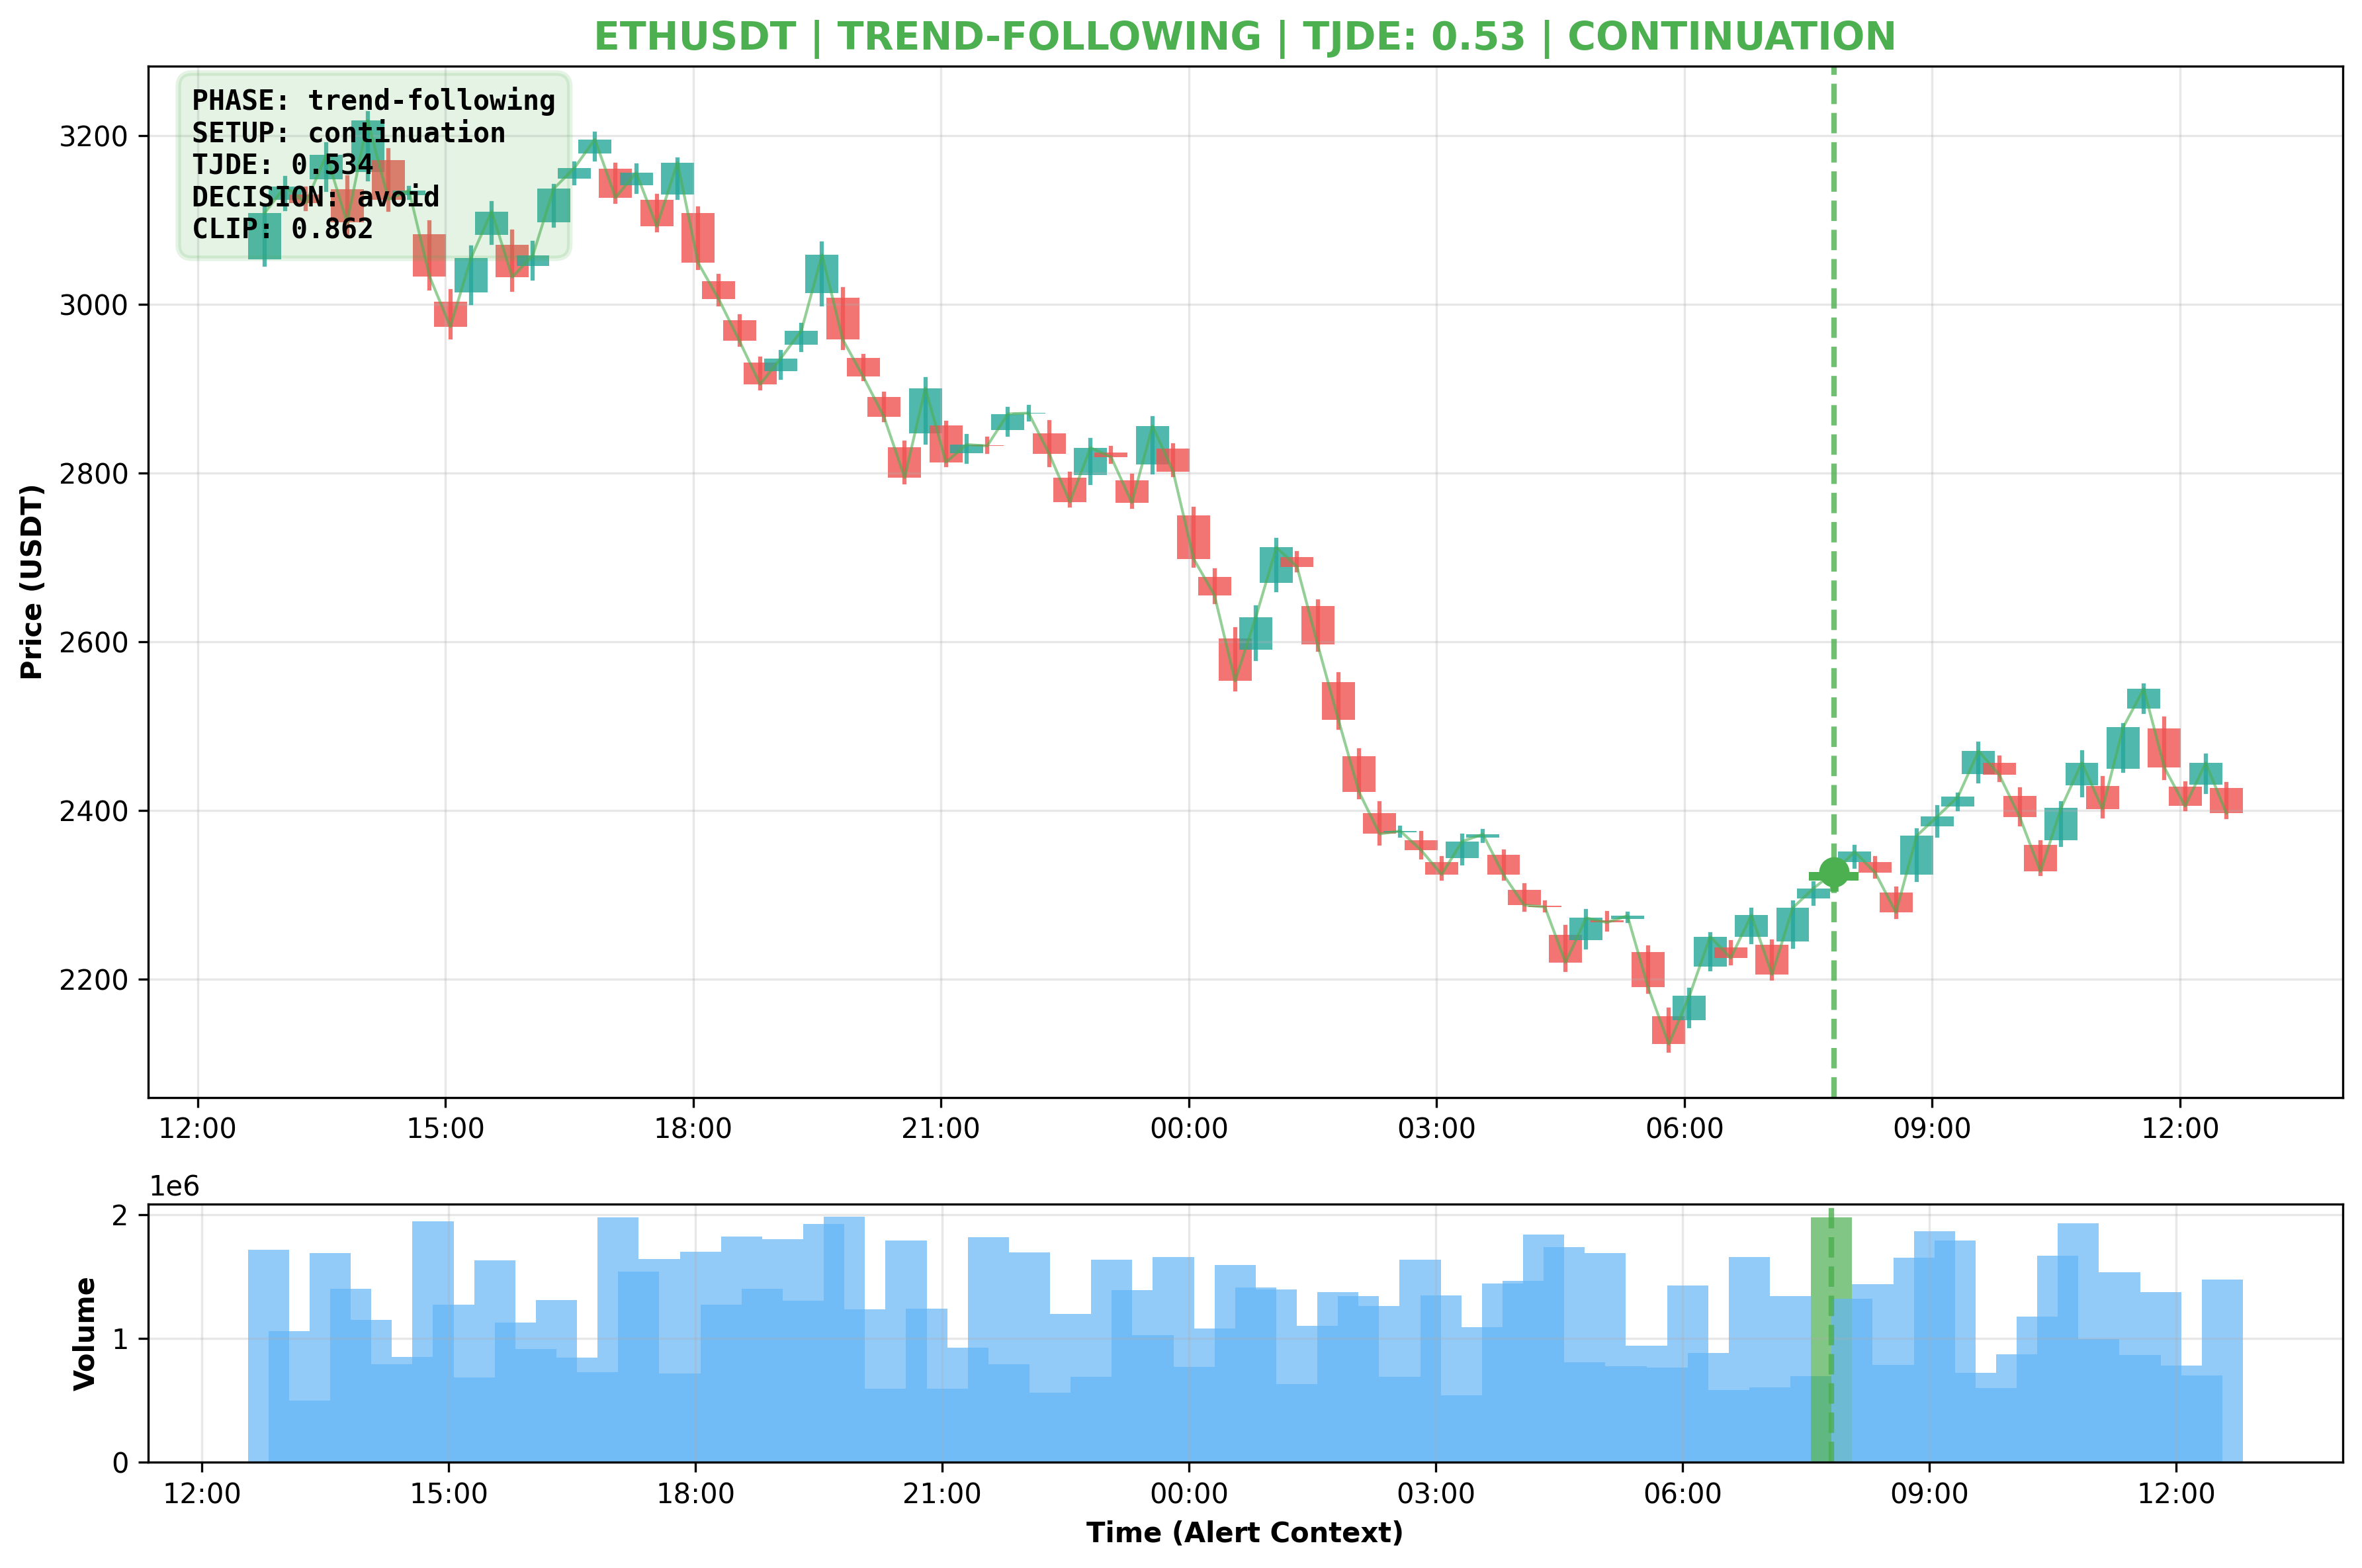 ETHUSDT | TREND-FOLLOWING | TJDE: 0.53 | CONTINUATION
PHASE: trend-following
SETUP: continuation
TJDE: 0.534
DECISION: avoid
CLIP: 0.862
Price (USDT)
3200
3000
2800
2600
2400
2200
12:00 15:00 18:00 21:00 00:00 03:00 06:00 09:00 12:00
1e6
Volume
2
1
0
12:00 15:00 18:00 21:00 00:00 03:00 06:00 09:00 12:00
Time (Alert Context)